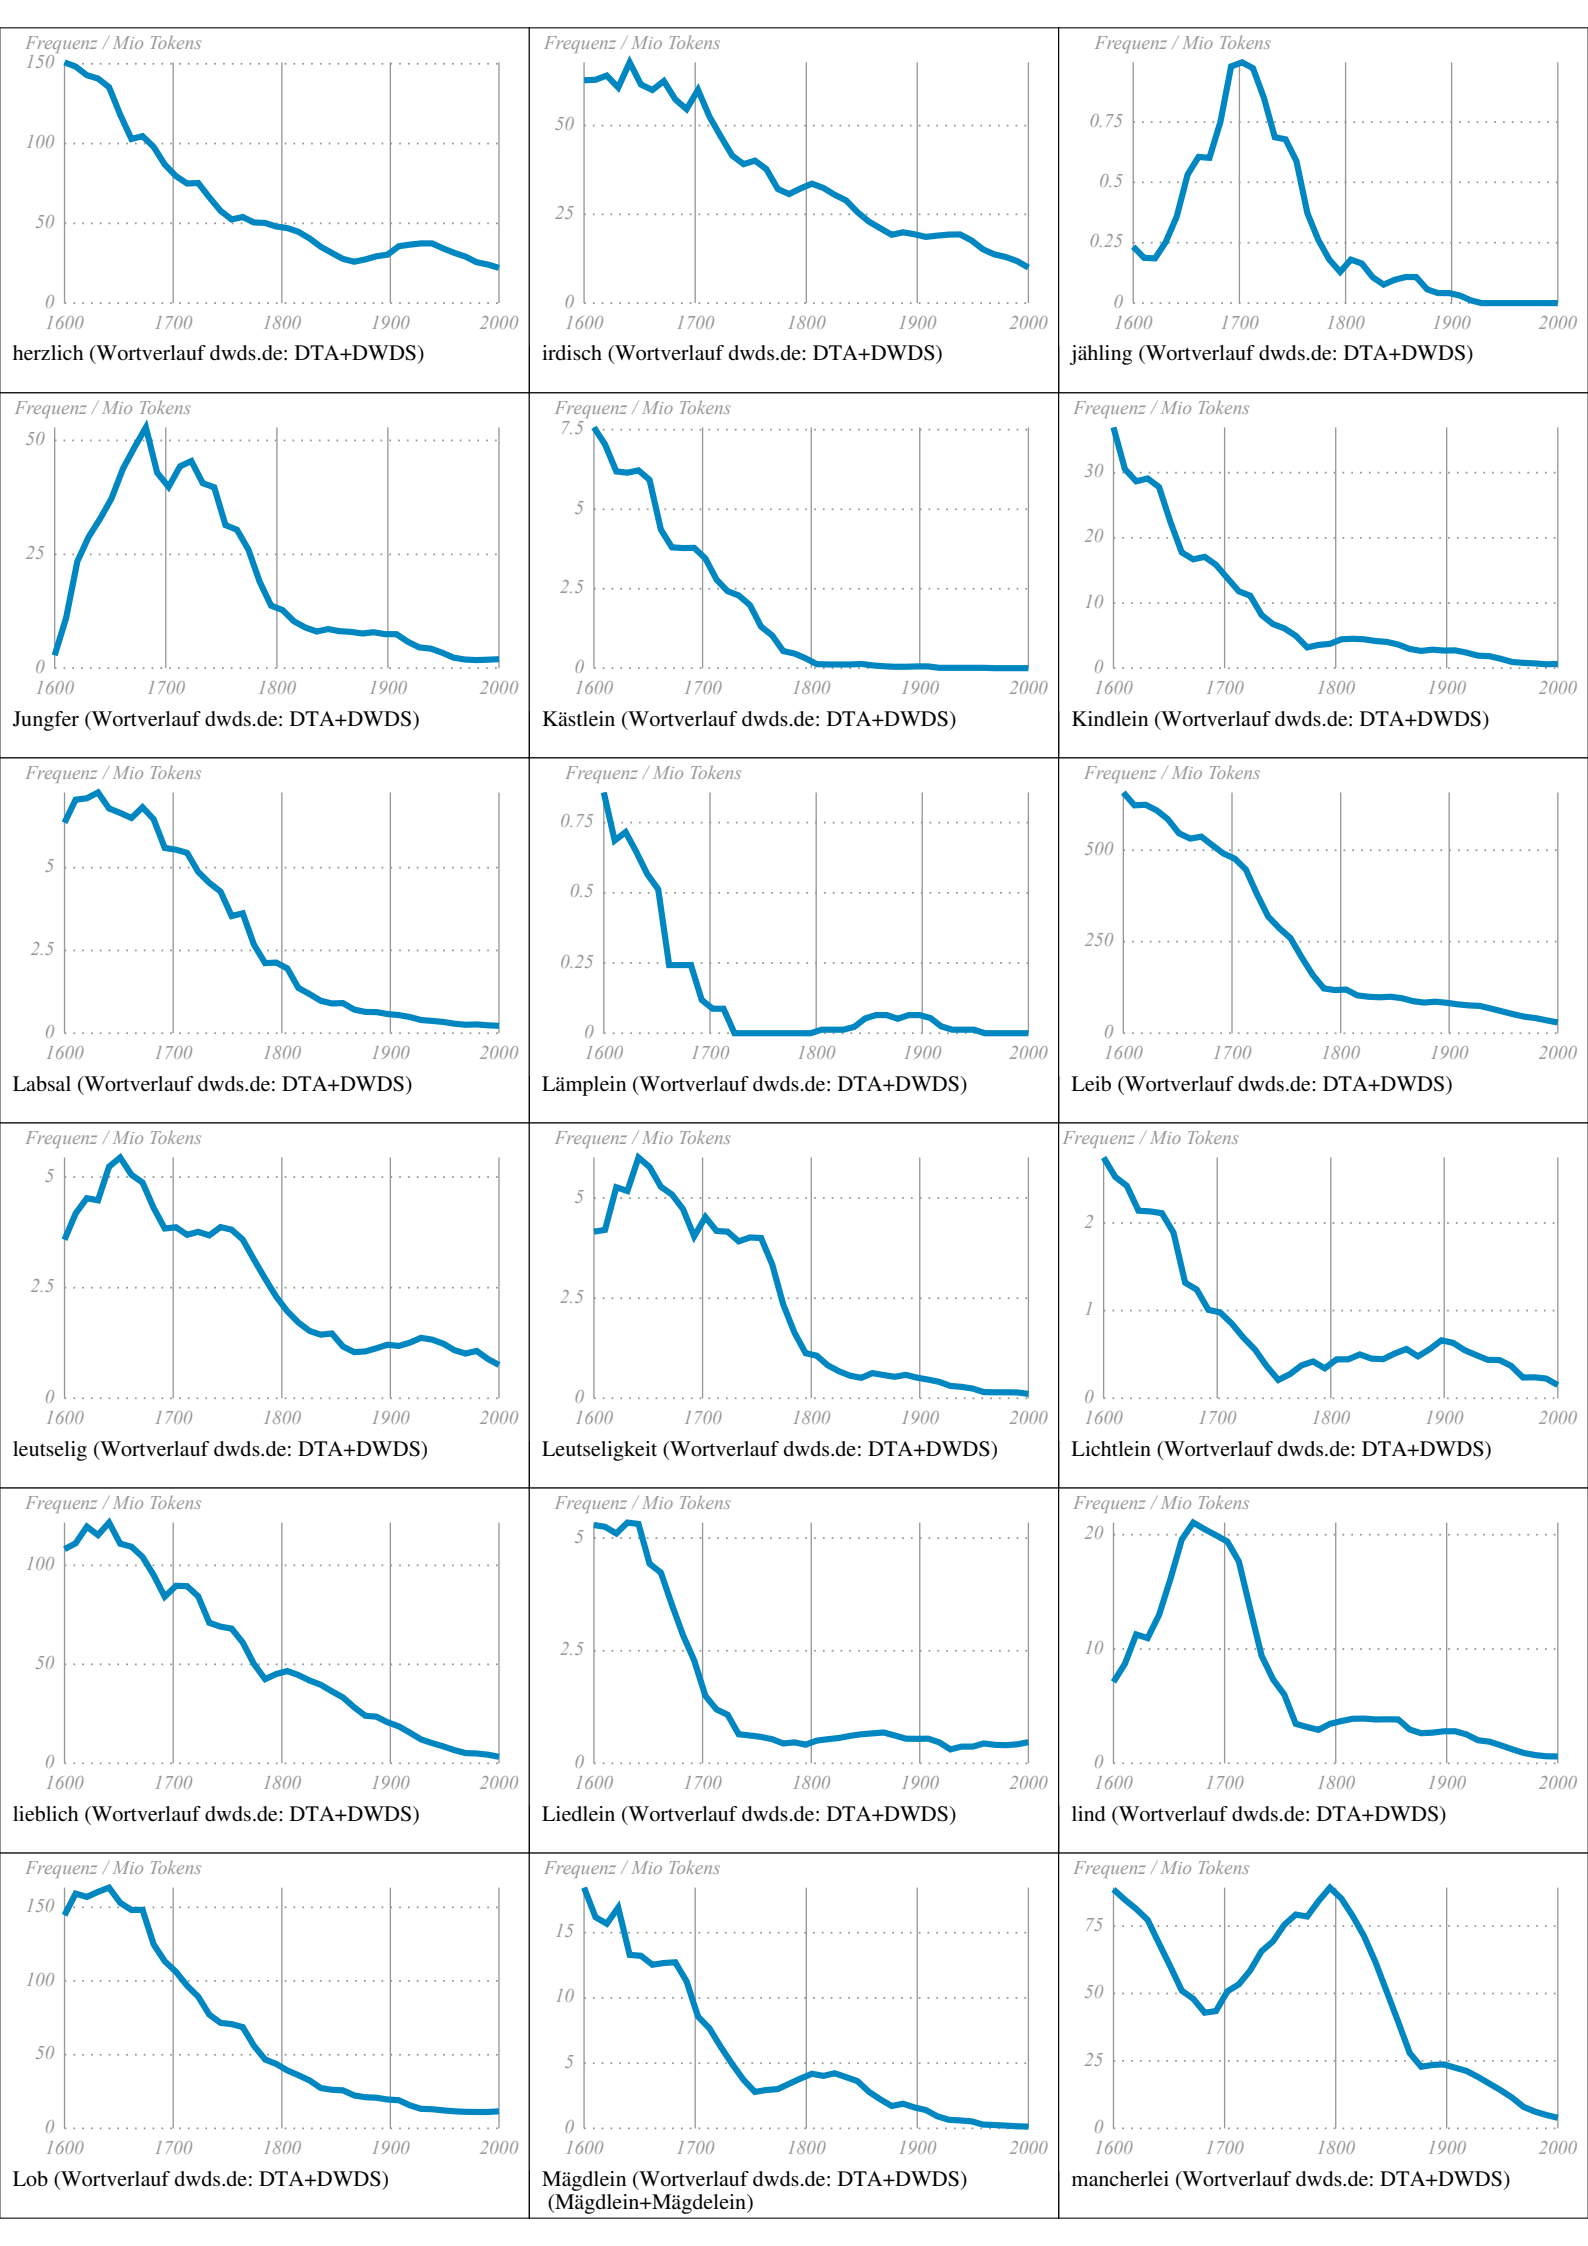 Frequenz / Mio Tokens
150
100
50
0
1600 1700 1800 1900 2000
herzlich (Wortverlauf dwds.de: DTA+DWDS)
Frequenz / Mio Tokens
50
25
0
1600 1700 1800 1900 2000
irdisch (Wortverlauf dwds.de: DTA+DWDS)
Frequenz / Mio Tokens
0.75
0.5
0.25
0
1600 1700 1800 1900 2000
jähling (Wortverlauf dwds.de: DTA+DWDS)
Frequenz / Mio Tokens
50
25
0
1600 1700 1800 1900 2000
Jungfer (Wortverlauf dwds.de: DTA+DWDS)
Frequenz / Mio Tokens
7.5
5
2.5
0
1600 1700 1800 1900 2000
Kästlein (Wortverlauf dwds.de: DTA+DWDS)
Frequenz / Mio Tokens
30
20
10
0
1600 1700 1800 1900 2000
Kindlein (Wortverlauf dwds.de: DTA+DWDS)
Frequenz / Mio Tokens
5
2.5
0
1600 1700 1800 1900 2000
Labsal (Wortverlauf dwds.de: DTA+DWDS)
Frequenz / Mio Tokens
0.75
0.5
0.25
0
1600 1700 1800 1900 2000
Lämplein (Wortverlauf dwds.de: DTA+DWDS)
Frequenz / Mio Tokens
500
250
0
1600 1700 1800 1900 2000
Leib (Wortverlauf dwds.de: DTA+DWDS)
Frequenz / Mio Tokens
5
2.5
0
1600 1700 1800 1900 2000
leutselig (Wortverlauf dwds.de: DTA+DWDS)
Frequenz / Mio Tokens
5
2.5
0
1600 1700 1800 1900 2000
Leutseligkeit (Wortverlauf dwds.de: DTA+DWDS)
Frequenz / Mio Tokens
2
1
0
1600 1700 1800 1900 2000
Lichtlein (Wortverlauf dwds.de: DTA+DWDS)
Frequenz / Mio Tokens
100
50
0
1600 1700 1800 1900 2000
lieblich (Wortverlauf dwds.de: DTA+DWDS)
Frequenz / Mio Tokens
5
2.5
0
1600 1700 1800 1900 2000
Liedlein (Wortverlauf dwds.de: DTA+DWDS)
Frequenz / Mio Tokens
20
10
0
1600 1700 1800 1900 2000
lind (Wortverlauf dwds.de: DTA+DWDS)
Frequenz / Mio Tokens
150
100
50
0
1600 1700 1800 1900 2000
Lob (Wortverlauf dwds.de: DTA+DWDS)
Frequenz / Mio Tokens
15
10
5
0
1600 1700 1800 1900 2000
Mägdlein (Wortverlauf dwds.de: DTA+DWDS)
(Mägdlein+Mägdelein)
Frequenz / Mio Tokens
75
50
25
0
1600 1700 1800 1900 2000
mancherlei (Wortverlauf dwds.de: DTA+DWDS)